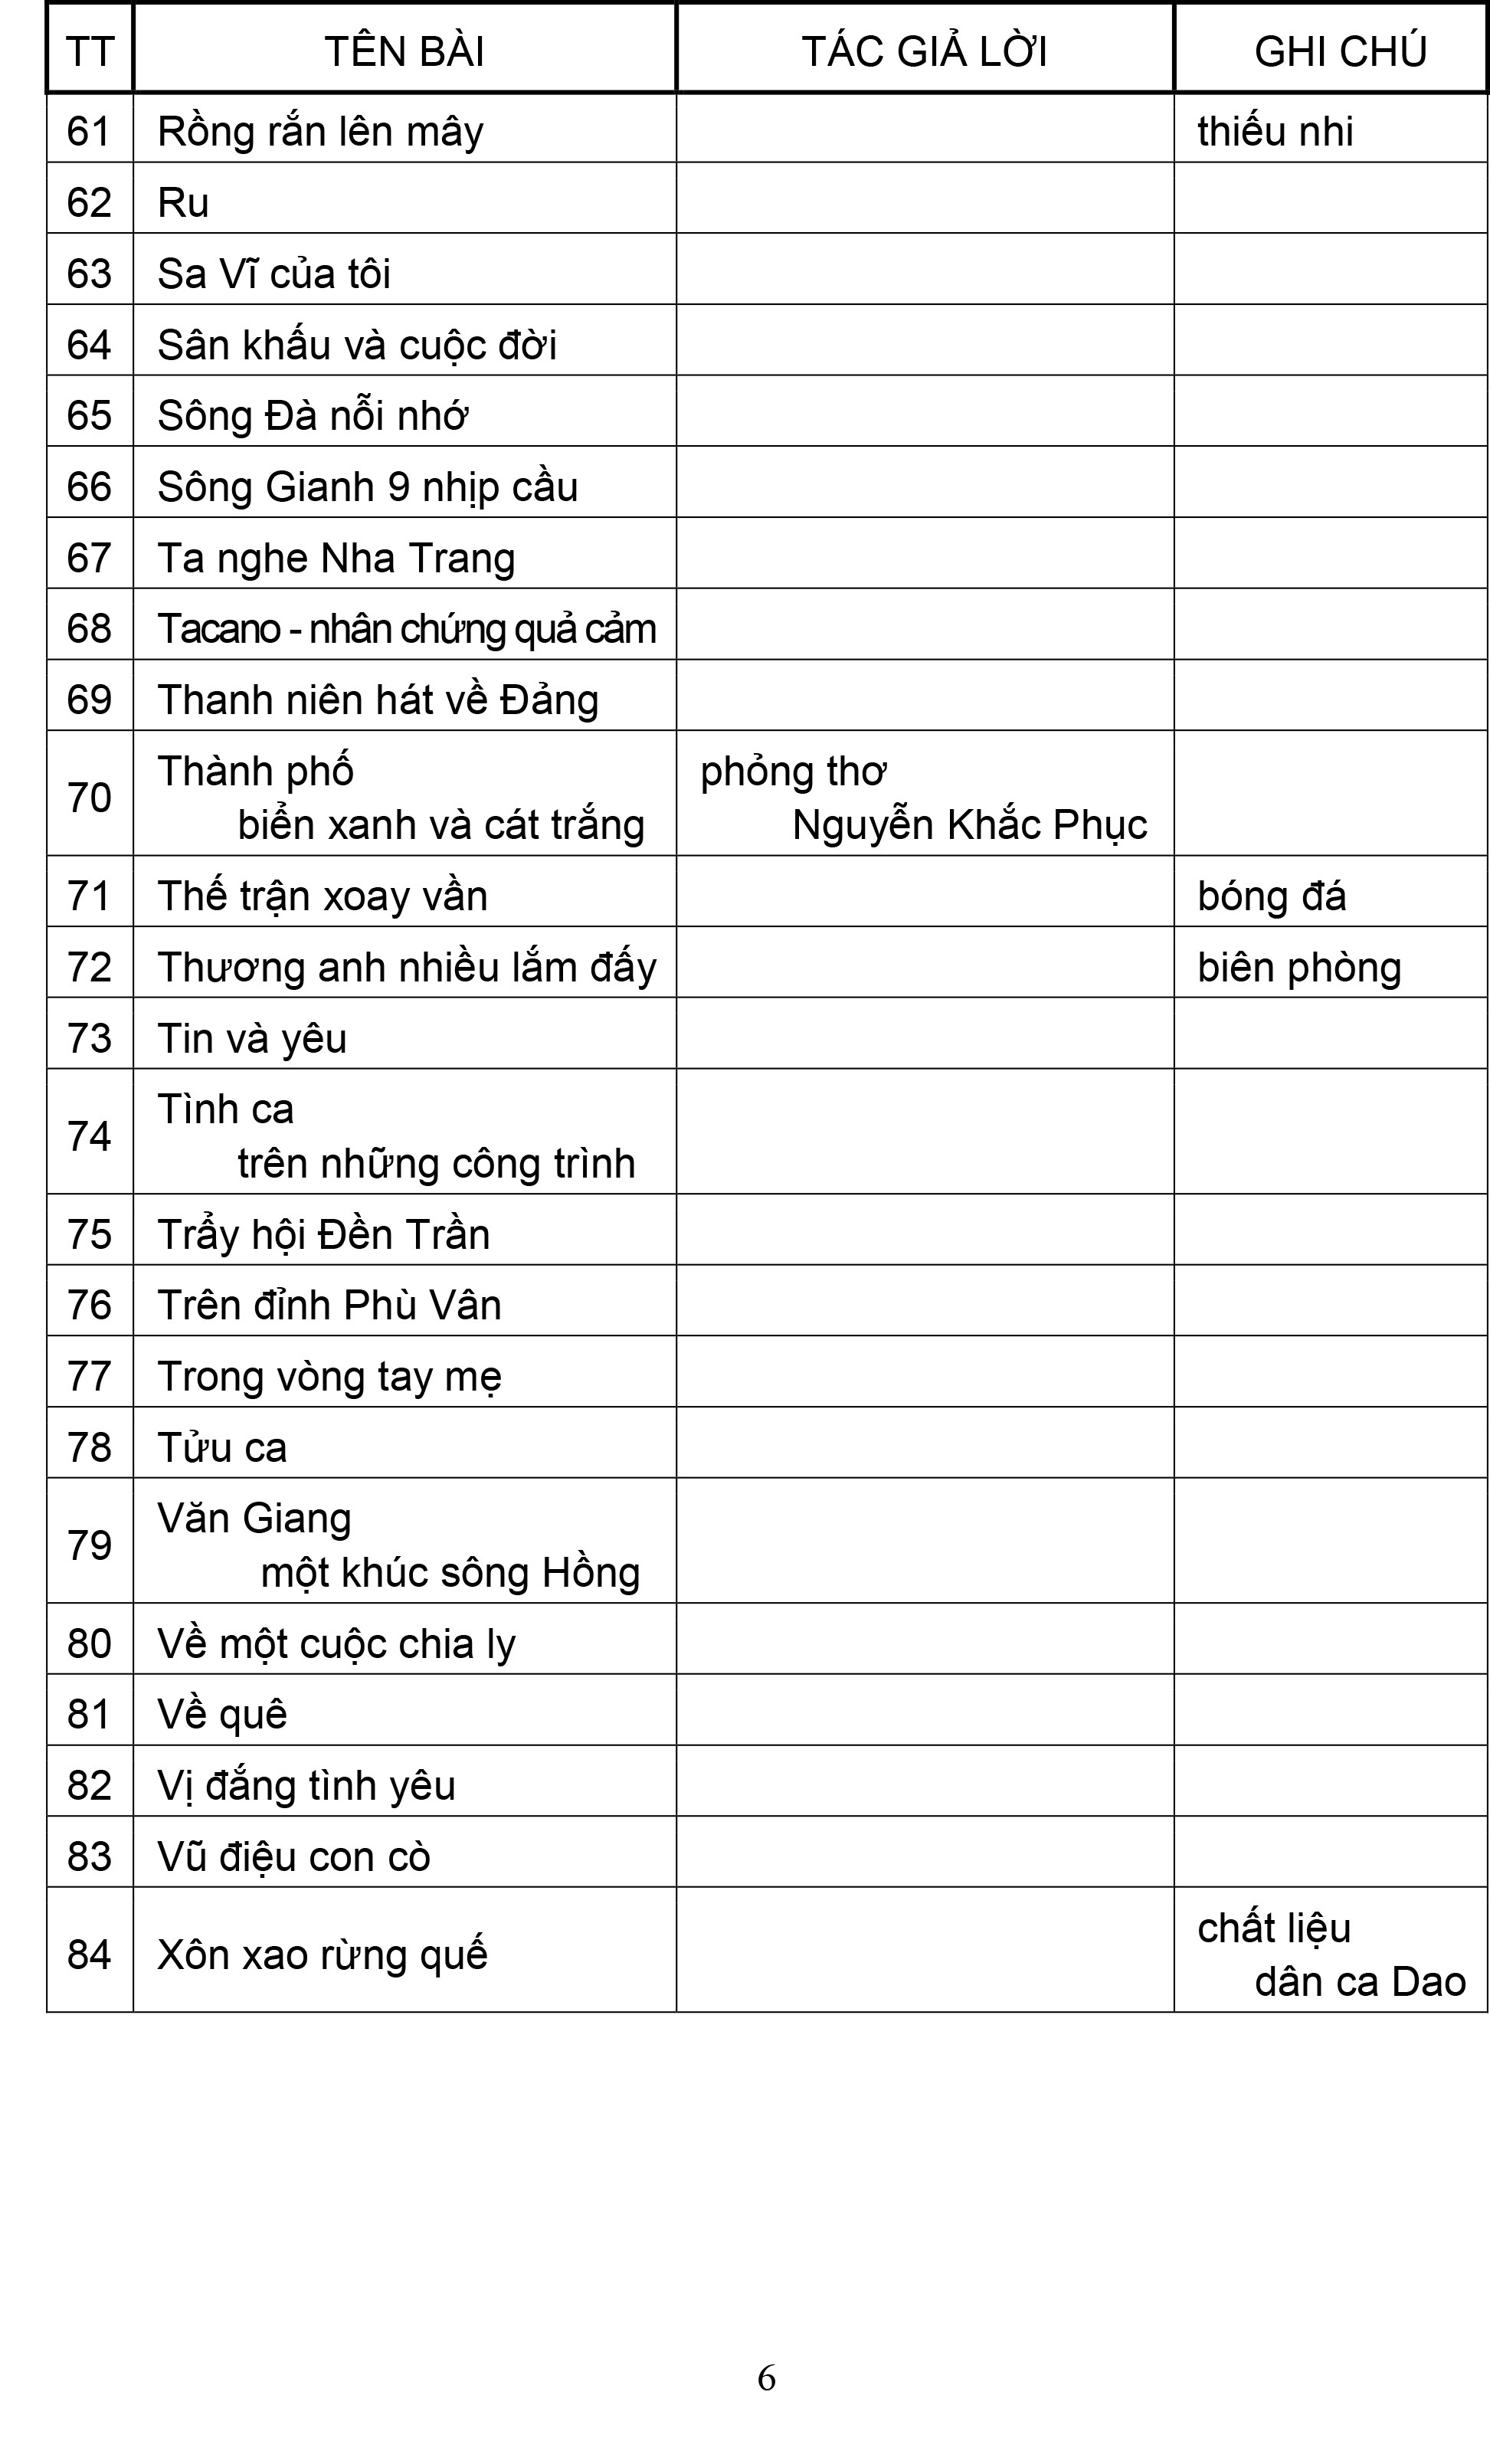 TT TÊN BÀI TÁC GIẢ LỜI GHI CHÚ
61 Rồng rắn lên mây thiếu nhi
62 Ru
63 Sa Vĩ của tôi
64 Sân khấu và cuộc đời
65 Sông Đà nỗi nhớ
66 Sông Gianh 9 nhịp cầu
67 Ta nghe Nha Trang
68 Tacano - nhân chứng quả cảm
69 Thanh niên hát về Đảng
70 Thành phố
biển xanh và cát trắng
phỏng thơ
Nguyễn Khắc Phục
71 Thế trận xoay vần bóng đá
72 Thương anh nhiều lắm đấy biên phòng
73 Tin và yêu
74 Tình ca
trên những công trình
75 Trẩy hội Đền Trần
76 Trên đỉnh Phù Vân
77 Trong vòng tay mẹ
78 Tửu ca
79 Văn Giang
một khúc sông Hồng
80 Về một cuộc chia ly
81 Về quê
82 Vị đắng tình yêu
83 Vũ điệu con cò
84 Xôn xao rừng quế chất liệu
dân ca Dao
6